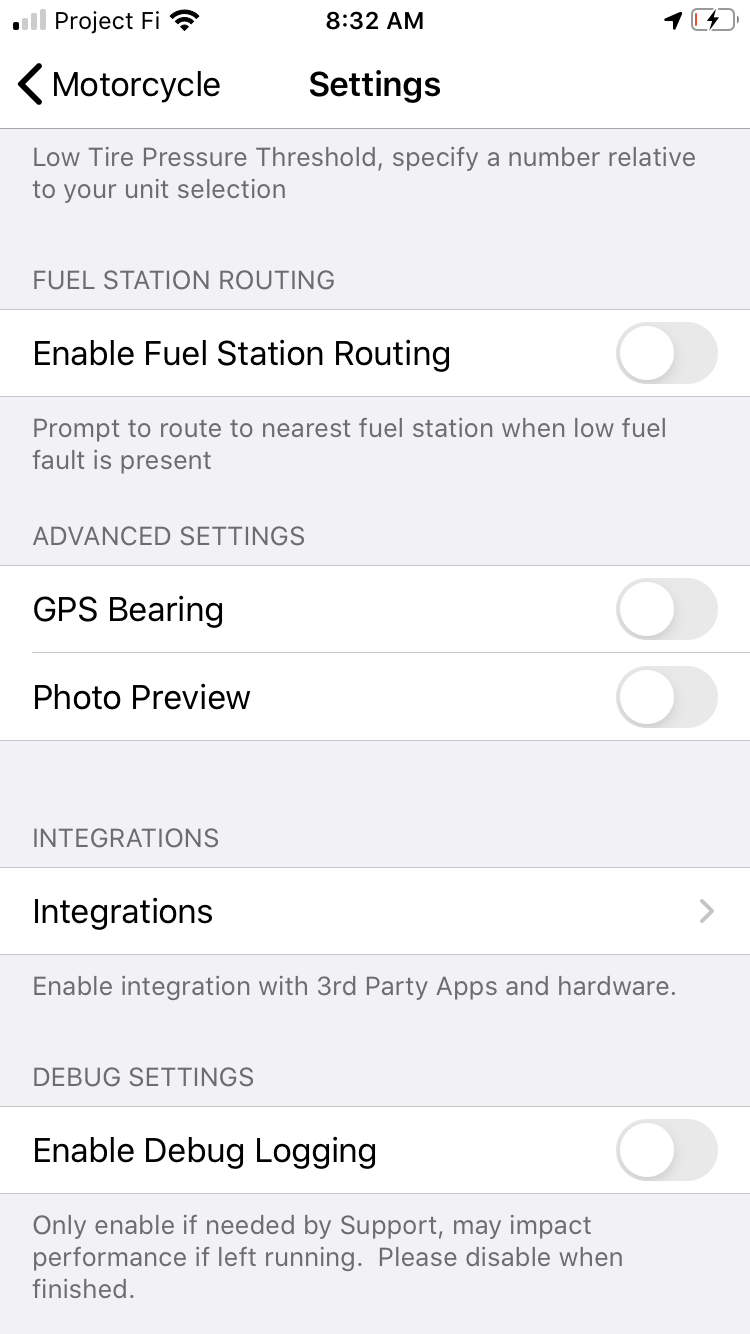 Project Fi 8:32 AM
Motorcycle Settings
Low Tire Pressure Threshold, specify a number relative
to your unit selection
FUEL STATION ROUTING
Enable Fuel Station Routing
Prompt to route to nearest fuel station when low fuel
fault is present
ADVANCED SETTINGS
GPS Bearing
Photo Preview
INTEGRATIONS
Integrations
Enable integration with 3rd Party Apps and hardware.
DEBUG SETTINGS
Enable Debug Logging
Only enable if needed by Support, may impact
performance if left running.  Please disable when
finished.